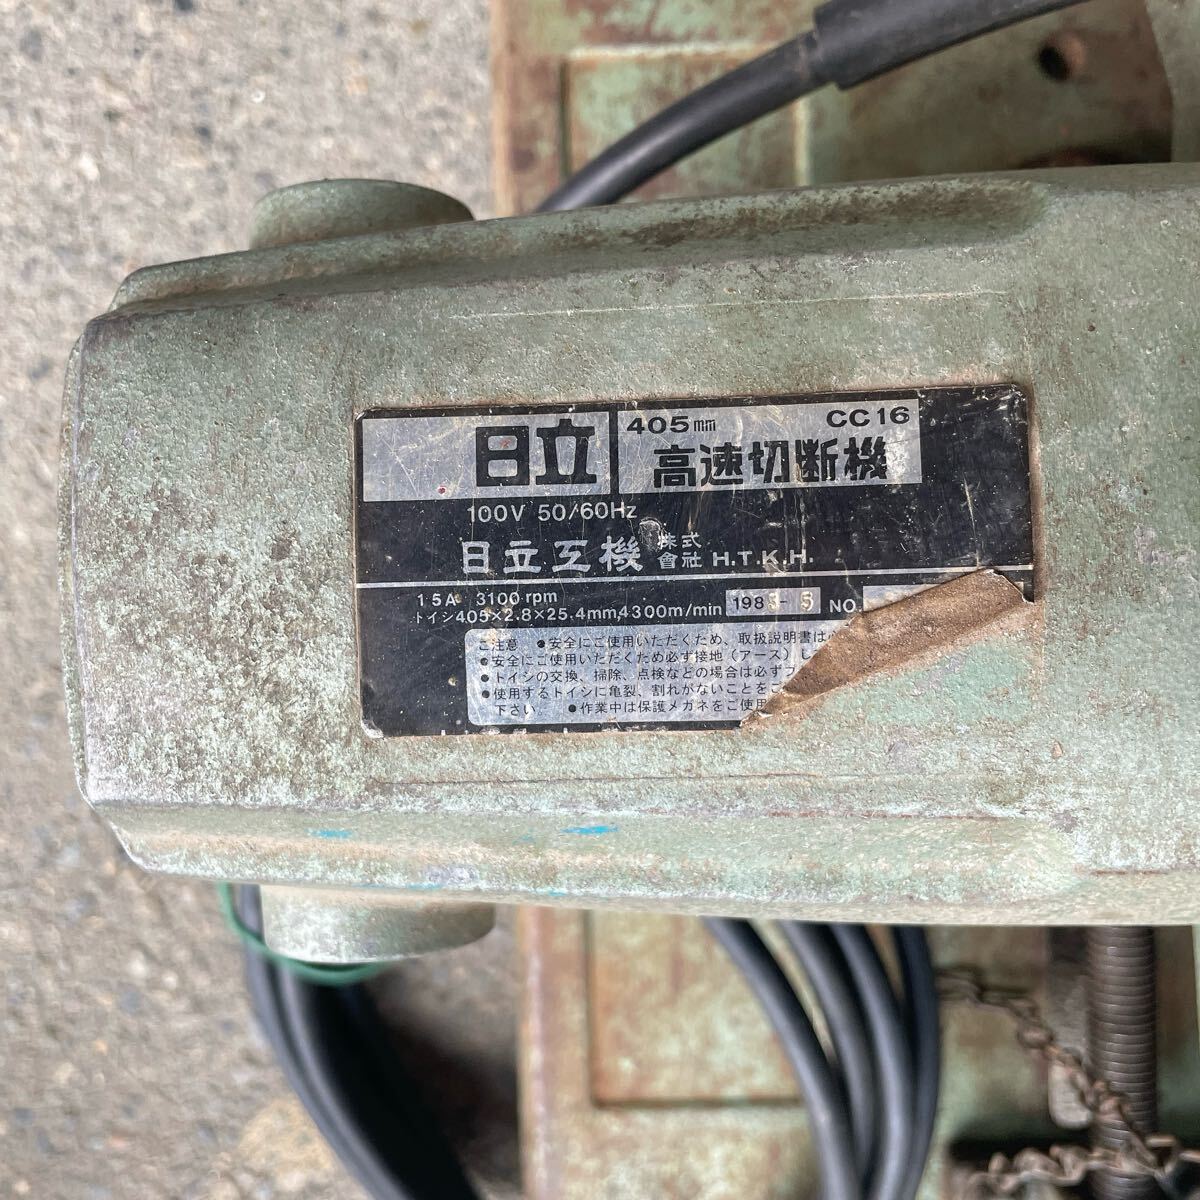 日立
405mm CC16
高速切断機
100V 50/60Hz
日立工機 株式會社 H.T.K.H.
15A 3100rpm
トイシ405×2.8×25.4mm,4300m/min 198 - 5 NO.
ご注意 ●安全にご使用いただくため、取扱説明書は
●安全にご使用いただくため必ず接地(アース)し
●トイシの交換、掃除、点検などの場合は必ず
●使用するトイシに亀裂、割れがないことをご
下さい. ●作業中は保護メガネをご使用